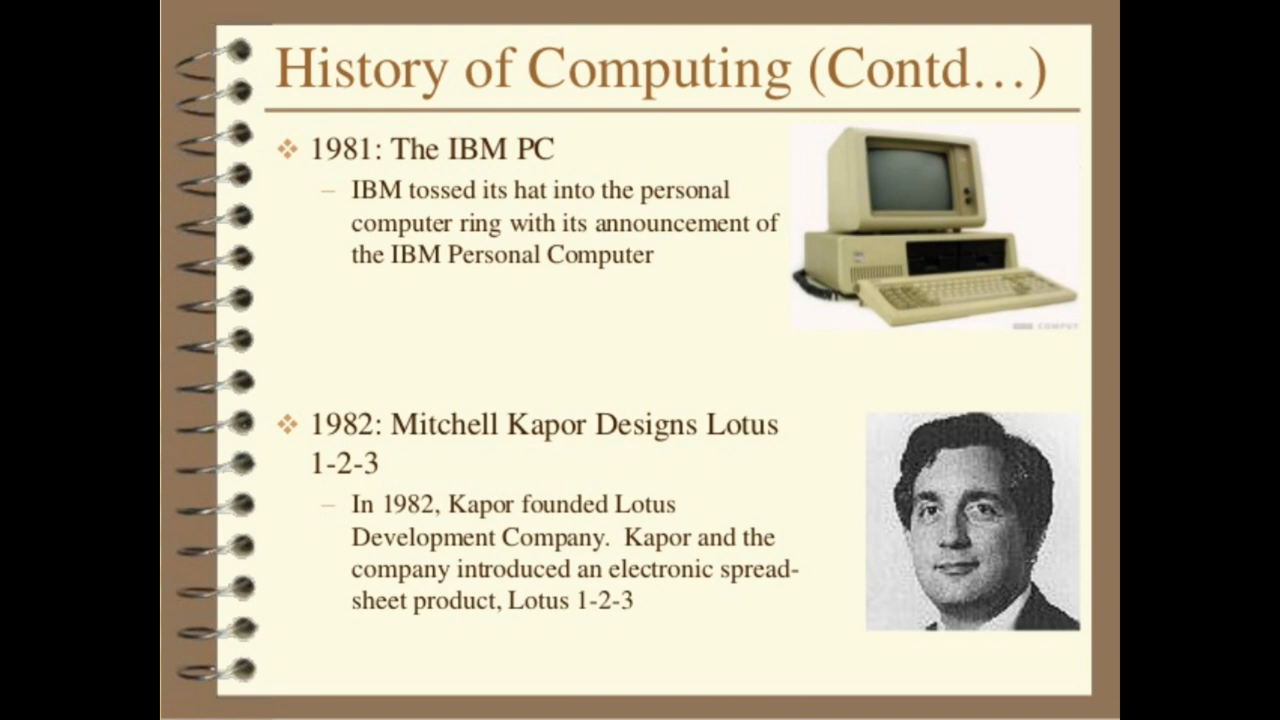 History of Computing (Contd…)
❖ 1981: The IBM PC
– IBM tossed its hat into the personal
computer ring with its announcement of
the IBM Personal Computer
COMPUT
❖ 1982: Mitchell Kapor Designs Lotus
1-2-3
– In 1982, Kapor founded Lotus
Development Company.  Kapor and the
company introduced an electronic spread-
sheet product, Lotus 1-2-3